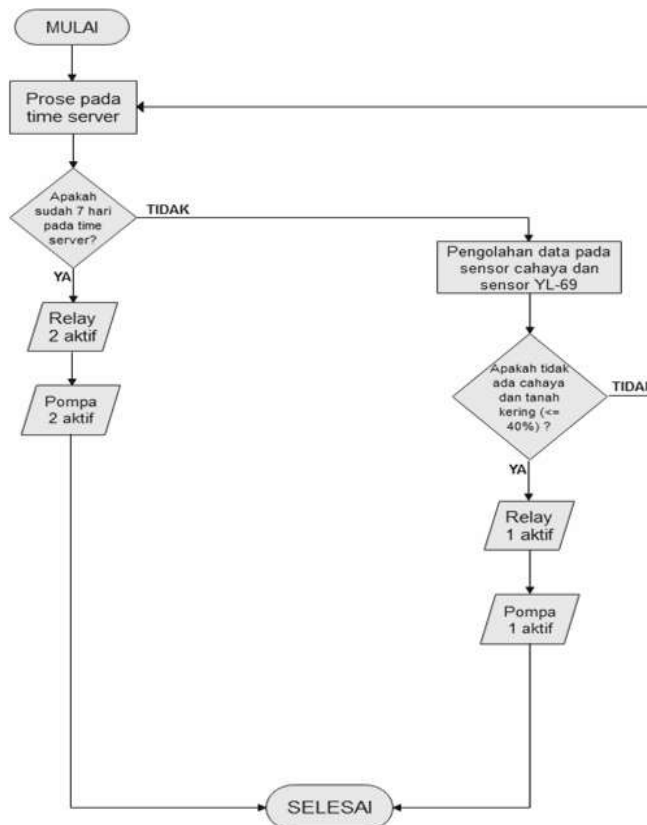 MULAI
Prose pada
time server
Apakah
sudah 7 hari
pada time
server?
TIDAK
YA
Relay
2 aktif
Pompa
2 aktif
Pengolahan data pada
sensor cahaya dan
sensor YL-69
Apakah tidak
ada cahaya
dan tanah
kering (<=
40%) ?
TIDAK
YA
Relay
1 aktif
Pompa
1 aktif
SELESAI